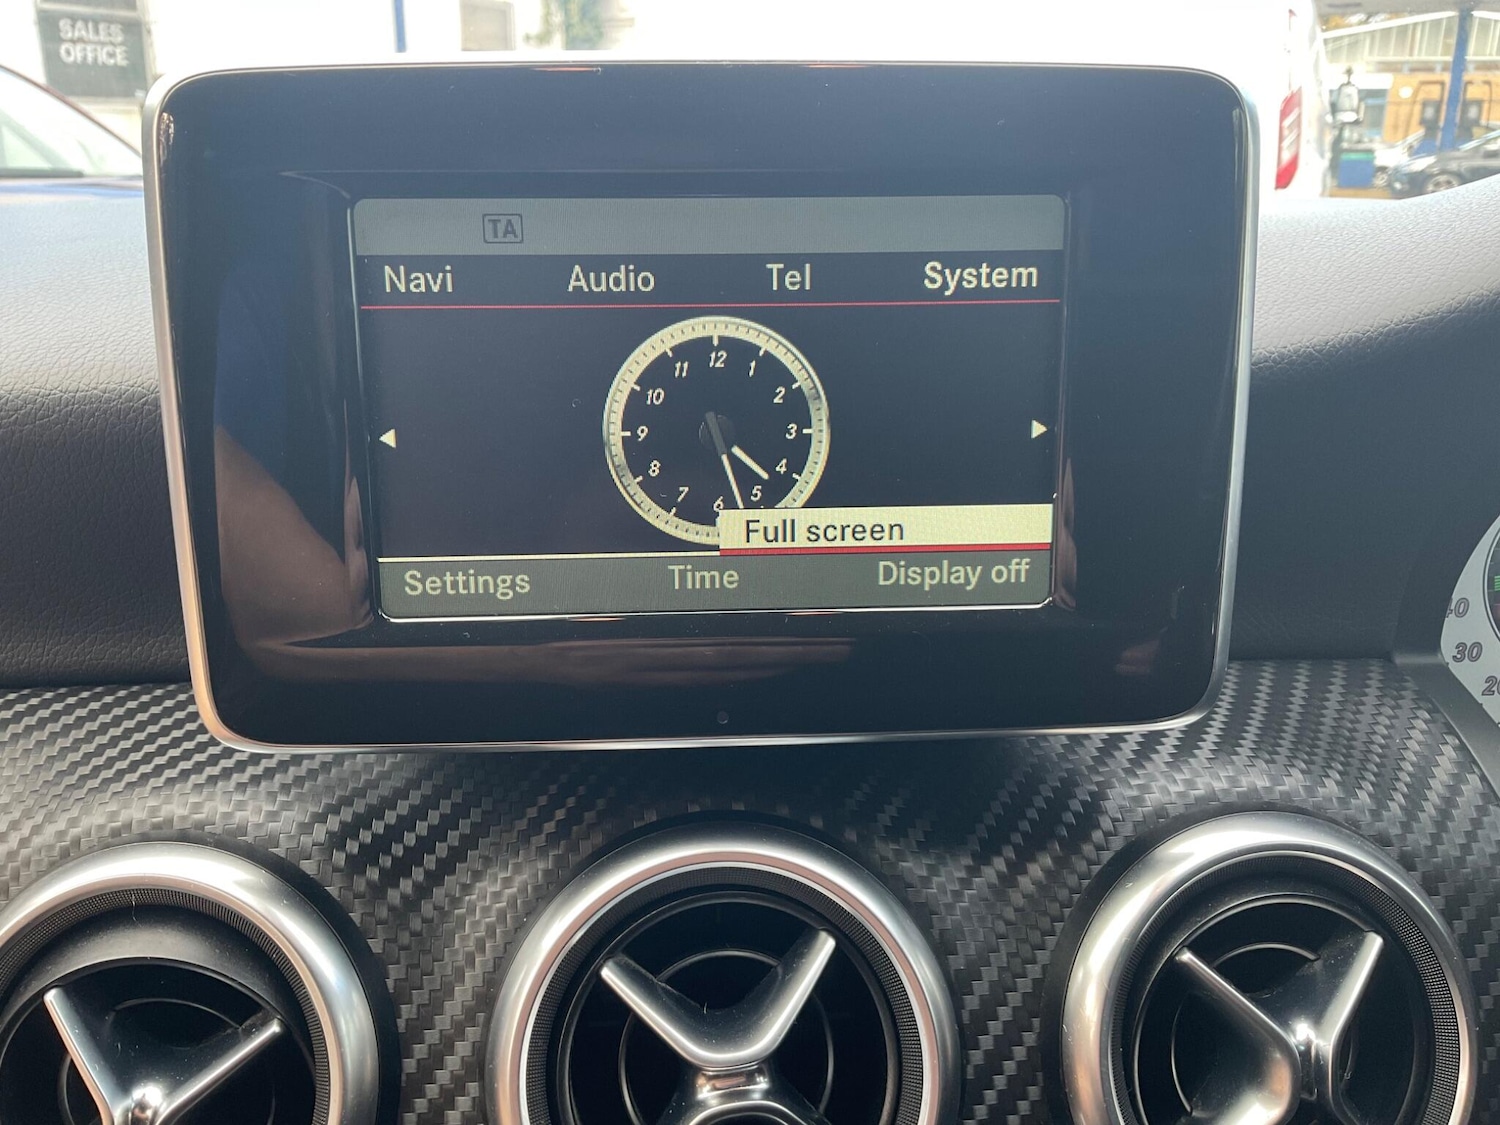 SALES
OFFICE
TA
Navi Audio Tel System
12
11 1
10 2
9 3
8 4
7 5
6
Full screen
Settings Time Display off
40
30